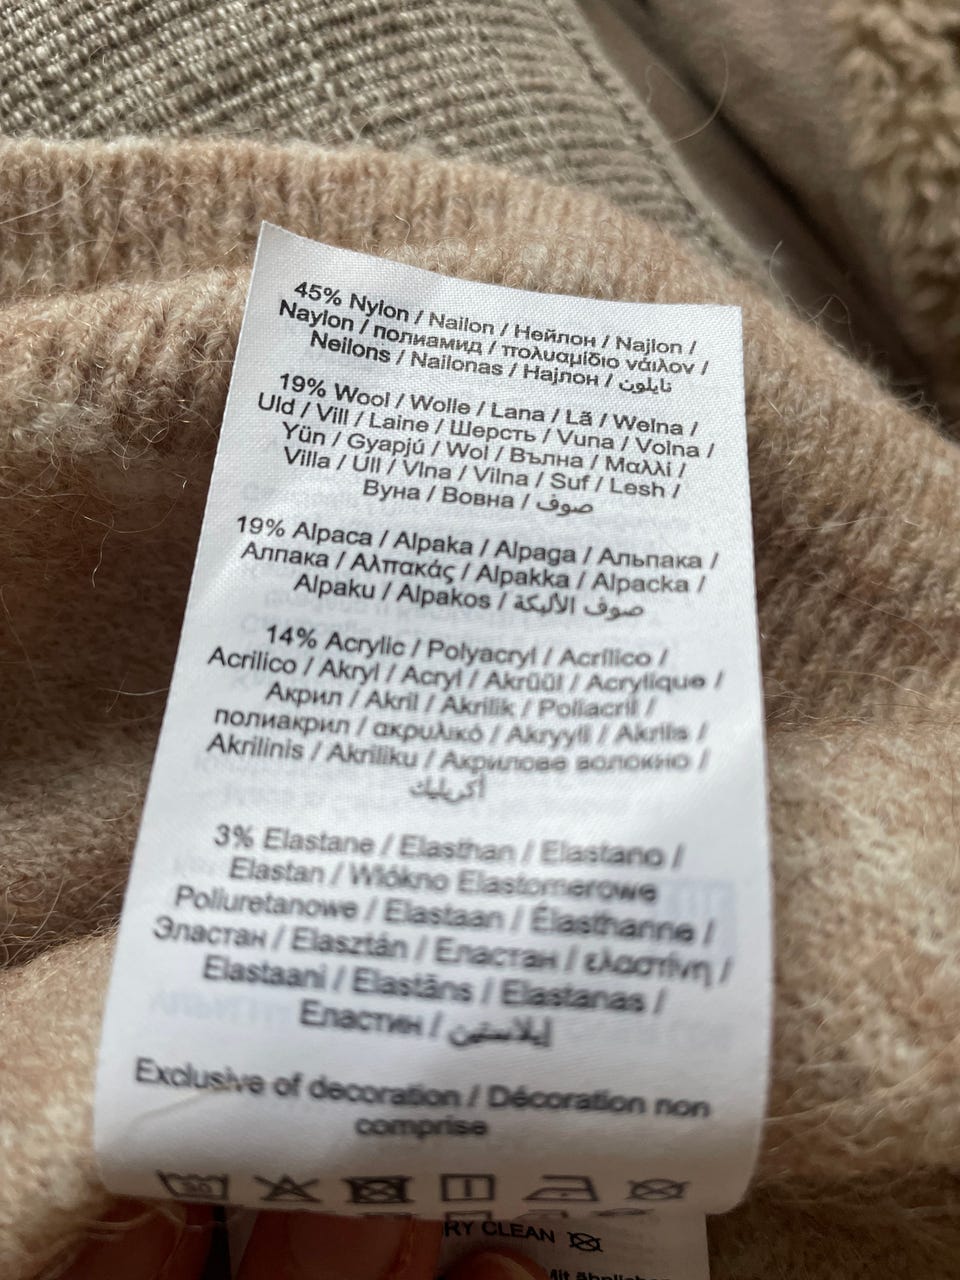 45% Nylon / Nailon / Нейлон / Najlon /
Naylon / полиамид / πολυαμίδιο νάιλον /
Neilons / Nailonas / Најлон / نايلون
19% Wool / Wolle / Lana / Lã / Wełna /
Uld / Vill / Laine / Шерсть / Vuna / Volna /
Yün / Gyapjú / Wol / Вълна / Μαλλί /
Villa / Ull / Vlna / Vilna / Suf / Lesh /
Вуна / Вовна / صوف
19% Alpaca / Alpaka / Alpaga / Альпака /
Алпака / Αλπακάς / Alpakka / Alpacka /
Alpaku / Alpakos / صوف الألبكة
14% Acrylic / Polyacryl / Acrílico /
Acrilico / Akryl / Acryl / Akrüül / Acrylique /
Акрил / Akril / Akrilik / Poliacril /
полиакрил / ακρυλικό / Akryyli / Akrils /
Akrilinis / Akriliku / Акрилове волокно /
أكريليك
3% Elastane / Elasthan / Elastano /
Elastan / Włókno Elastomerowe
Poliuretanowe / Elastaan / Élasthanne /
Эластан / Elasztán / Еластан / ελαστίνη /
Elastaani / Elastāns / Elastanas /
Еластин / إيلاستين
Exclusive of decoration / Décoration non
comprise
RY CLEAN
Mit ähnlichen